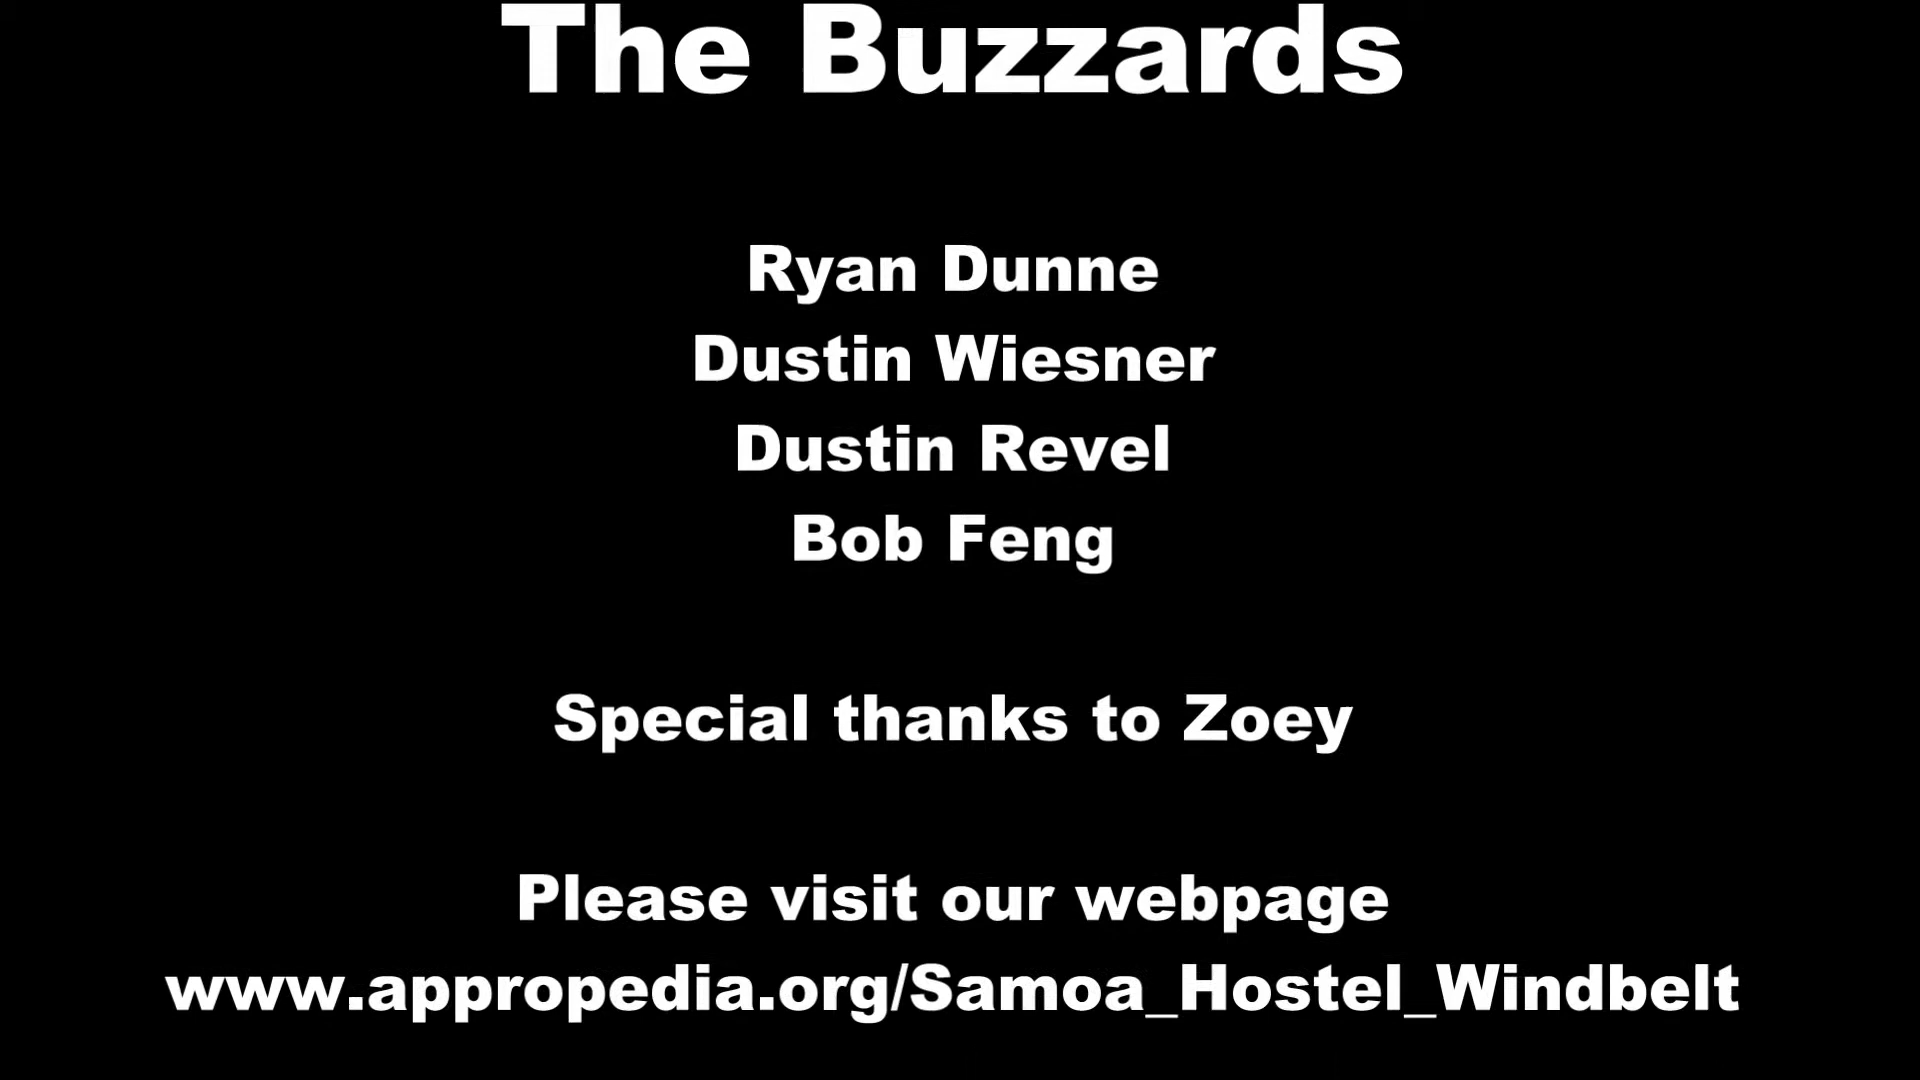 The Buzzards
Ryan Dunne
Dustin Wiesner
Dustin Revel
Bob Feng
Special thanks to Zoey
Please visit our webpage
www.appropedia.org/Samoa_Hostel_Windbelt